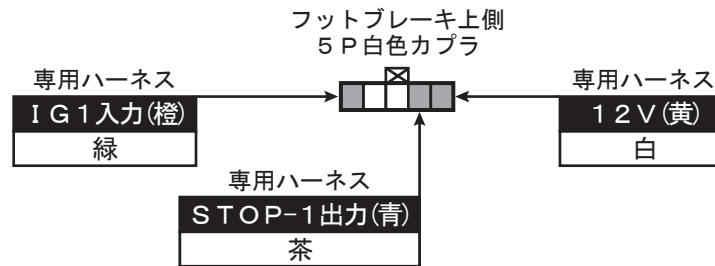 フットブレーキ上側
５Ｐ白色カプラ
専用ハーネス
ＩＧ１入力(橙)
緑
専用ハーネス
１２Ｖ(黄)
白
専用ハーネス
ＳＴＯＰ-１出力(青)
茶